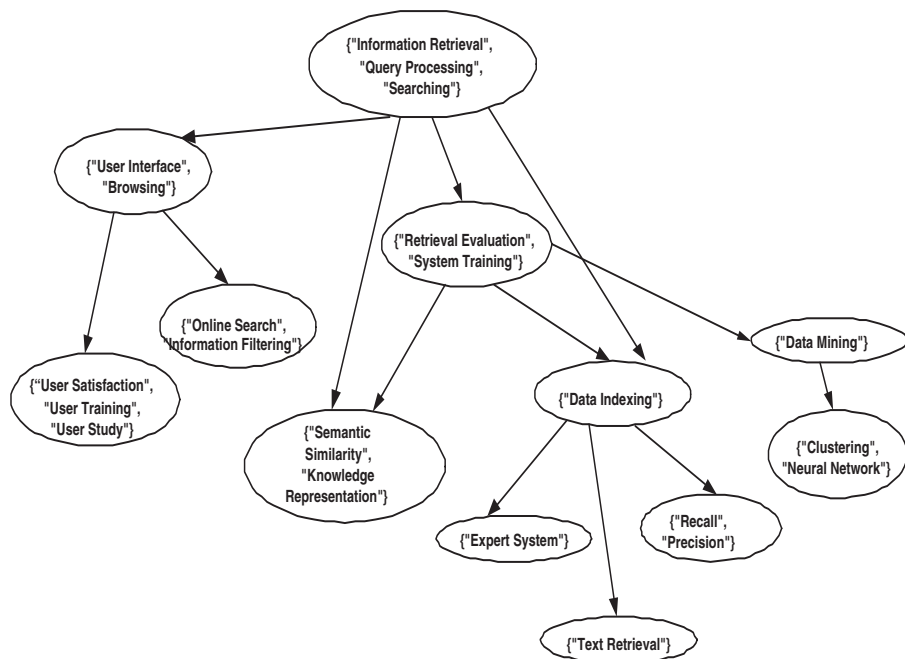 {"Information Retrieval",
"Query Processing",
"Searching"}
{"User Interface",
"Browsing"}
{"Retrieval Evaluation",
"System Training"}
{"Online Search",
"Information Filtering"}
{"Data Mining"}
{“User Satisfaction",
"User Training",
"User Study"}
{"Data Indexing"}
{"Semantic
Similarity",
"Knowledge
Representation"}
{"Clustering",
"Neural Network"}
{"Expert System"}
{"Recall",
"Precision"}
{"Text Retrieval"}